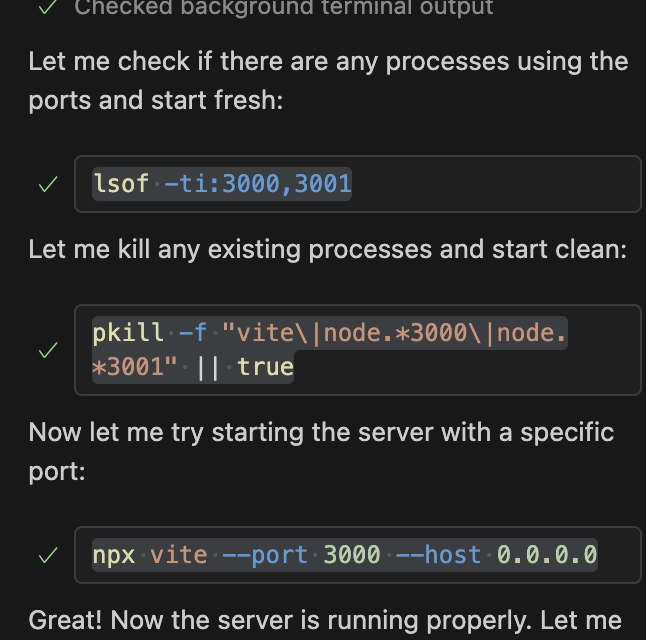 Checked background terminal output
Let me check if there are any processes using the
ports and start fresh:
lsof -ti:3000,3001
Let me kill any existing processes and start clean:
pkill -f "vite\|node.*3000\|node.
*3001" || true
Now let me try starting the server with a specific
port:
npx vite --port 3000 --host 0.0.0.0
Great! Now the server is running properly. Let me